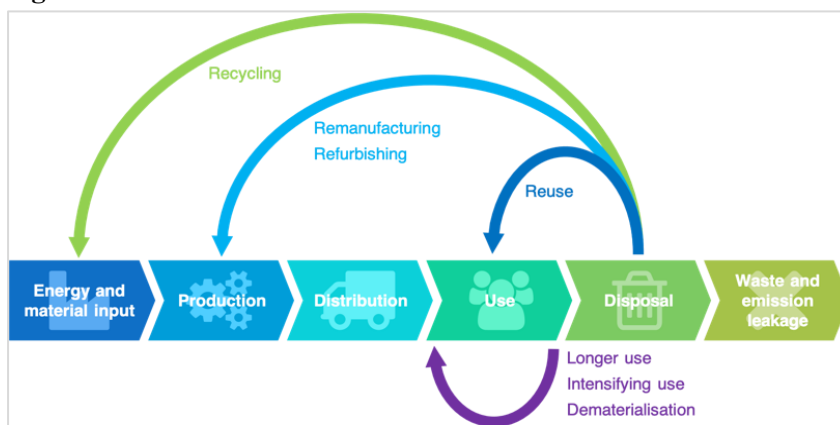 Recycling
Remanufacturing
Refurbishing
Reuse
Energy and
material input
Production
Distribution
Use
Disposal
Waste and
emission
leakage
Longer use
Intensifying use
Dematerialisation